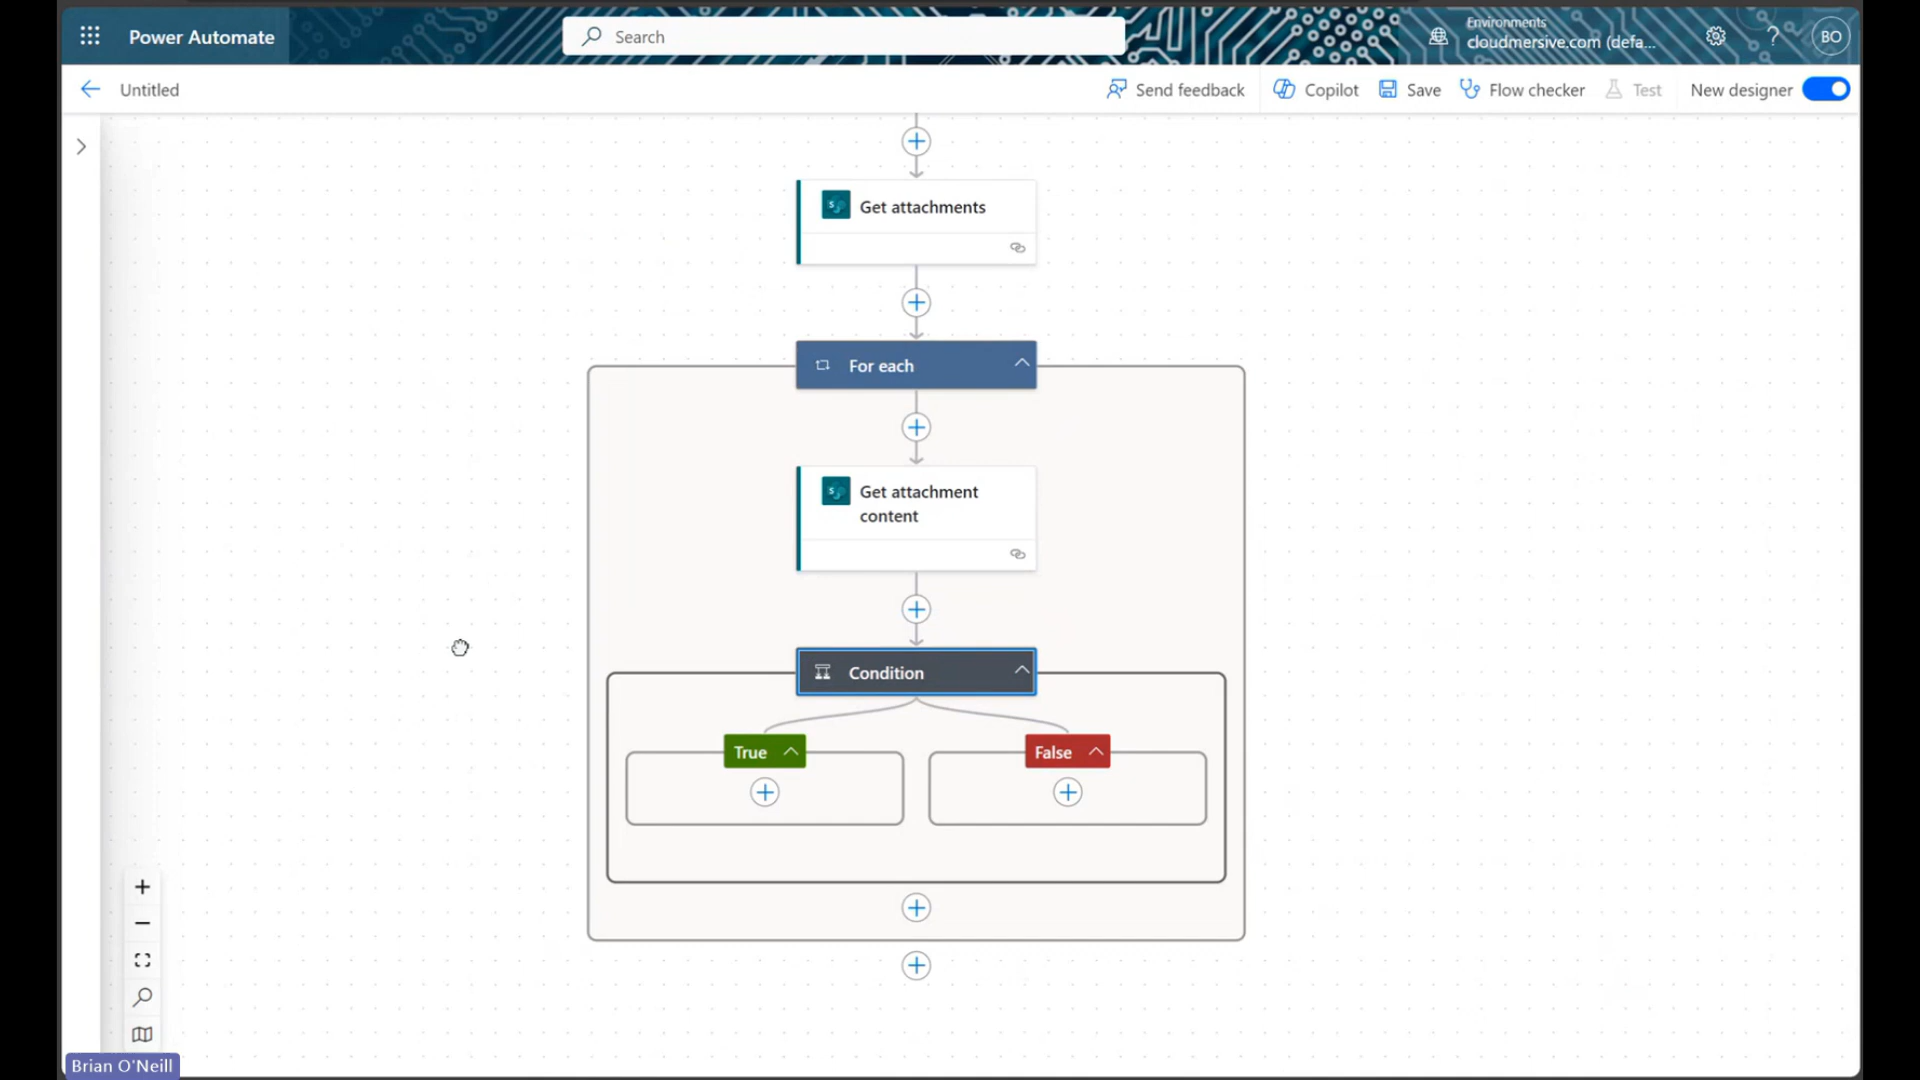 Power Automate
Search
Environments
cloudmersive.com (defa...
BO
Untitled
Send feedback
Copilot
Save
Flow checker
Test
New designer
Get attachments
For each
Get attachment
content
Condition
True
False
Brian O'Neill